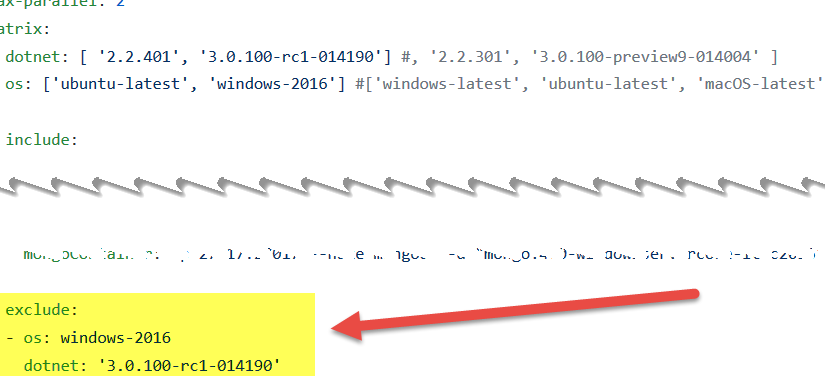 ax-parallel: 2
atrix:
dotnet: [ '2.2.401', '3.0.100-rc1-014190'] #, '2.2.301', '3.0.100-preview9-014004' ]
os: ['ubuntu-latest', 'windows-2016'] #['windows-latest', 'ubuntu-latest', 'macOS-latest'
include:
exclude:
- os: windows-2016
dotnet: '3.0.100-rc1-014190'